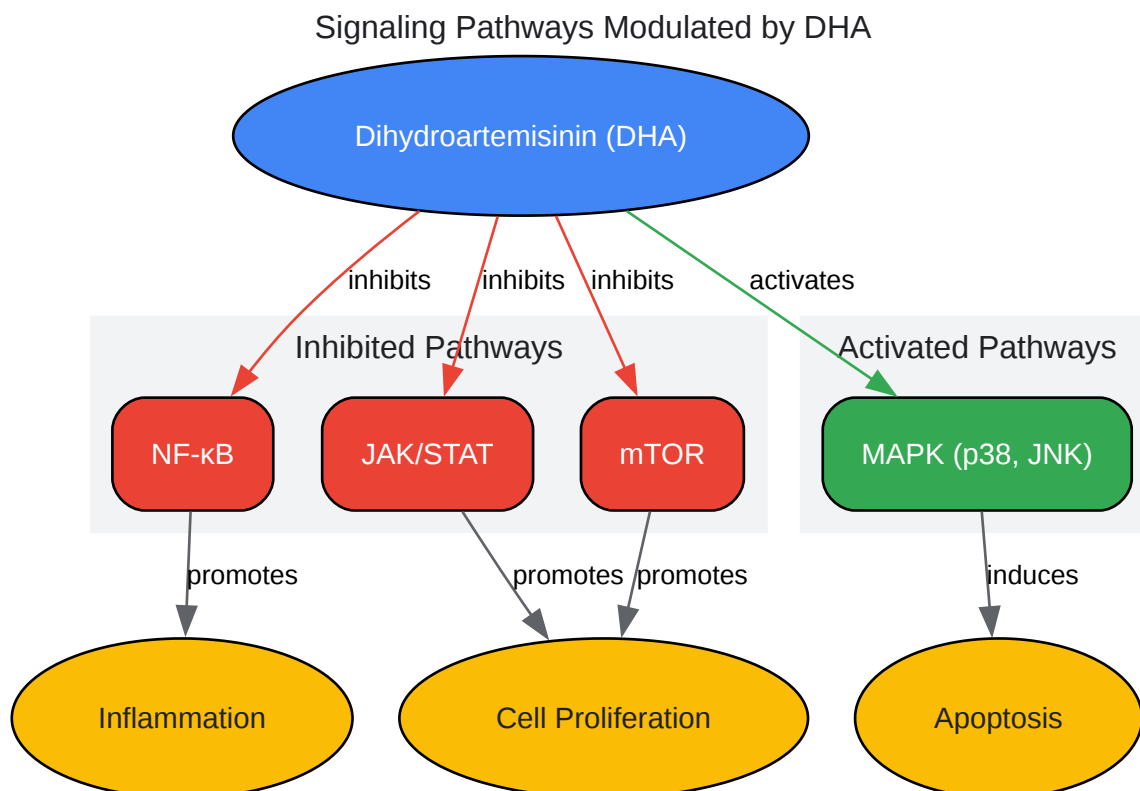 Signaling Pathways Modulated by DHA
Dihydroartemisinin (DHA)
inhibits
inhibits
inhibits
activates
Inhibited Pathways
Activated Pathways
NF-κB
JAK/STAT
mTOR
MAPK (p38, JNK)
promotes
promotes
promotes
induces
Inflammation
Cell Proliferation
Apoptosis